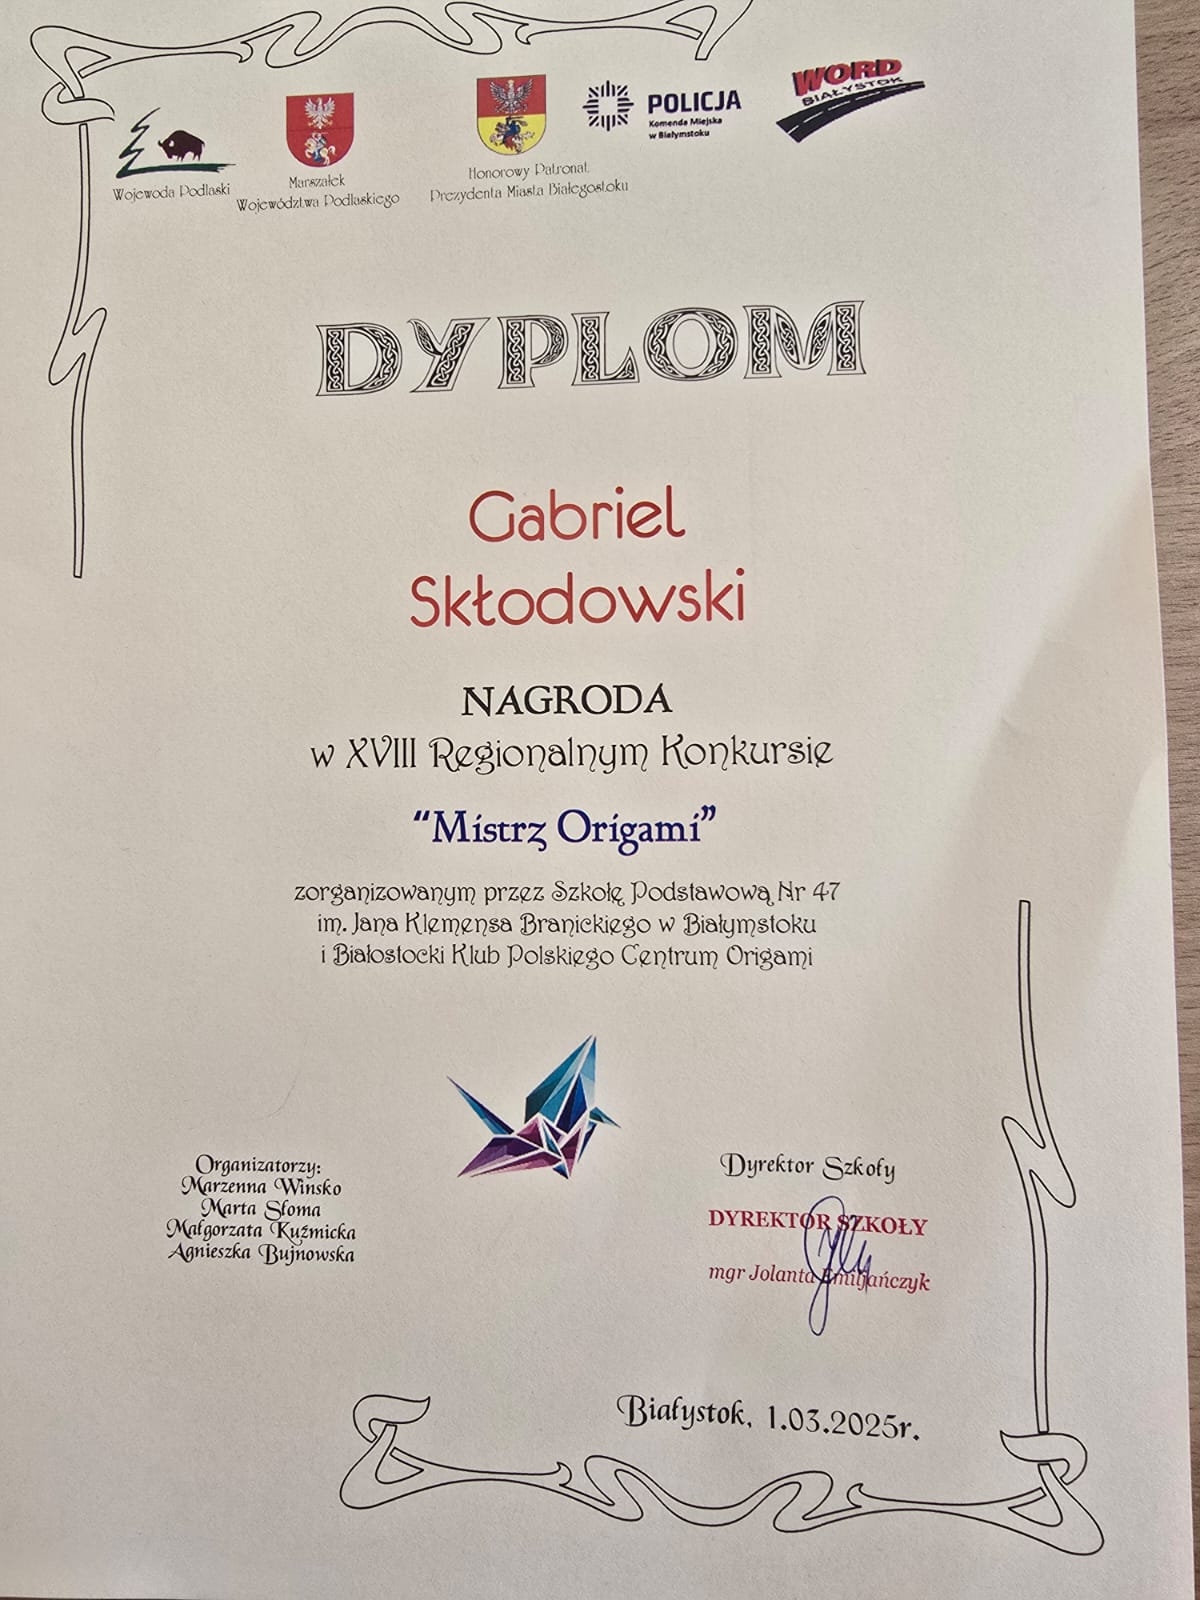 Wojewoda Podlaski
Marszałek
Województwa Podlaskiego
Honorowy Patronat
Prezydenta Miasta Białegostoku
POLICJA
Komenda Miejska
w Białymstoku
WORD
BIAŁYSTOK
DYPLOM
Gabriel
Skłodowski
NAGRODA
w XVIII Regionalnym Konkursie
“Mistrz Origami”
zorganizowanym przez Szkołę Podstawową Nr 47
im. Jana Klemensa Branickiego w Białymstoku
i Białostocki Klub Polskiego Centrum Origami
Organizatorzy:
Marzenna Winsko
Marta Słoma
Małgorzata Kuźmicka
Agnieszka Bujnowska
Dyrektor Szkoły
DYREKTOR SZKOŁY
mgr Jolanta Emiljańczyk
Białystok, 1.03.2025r.